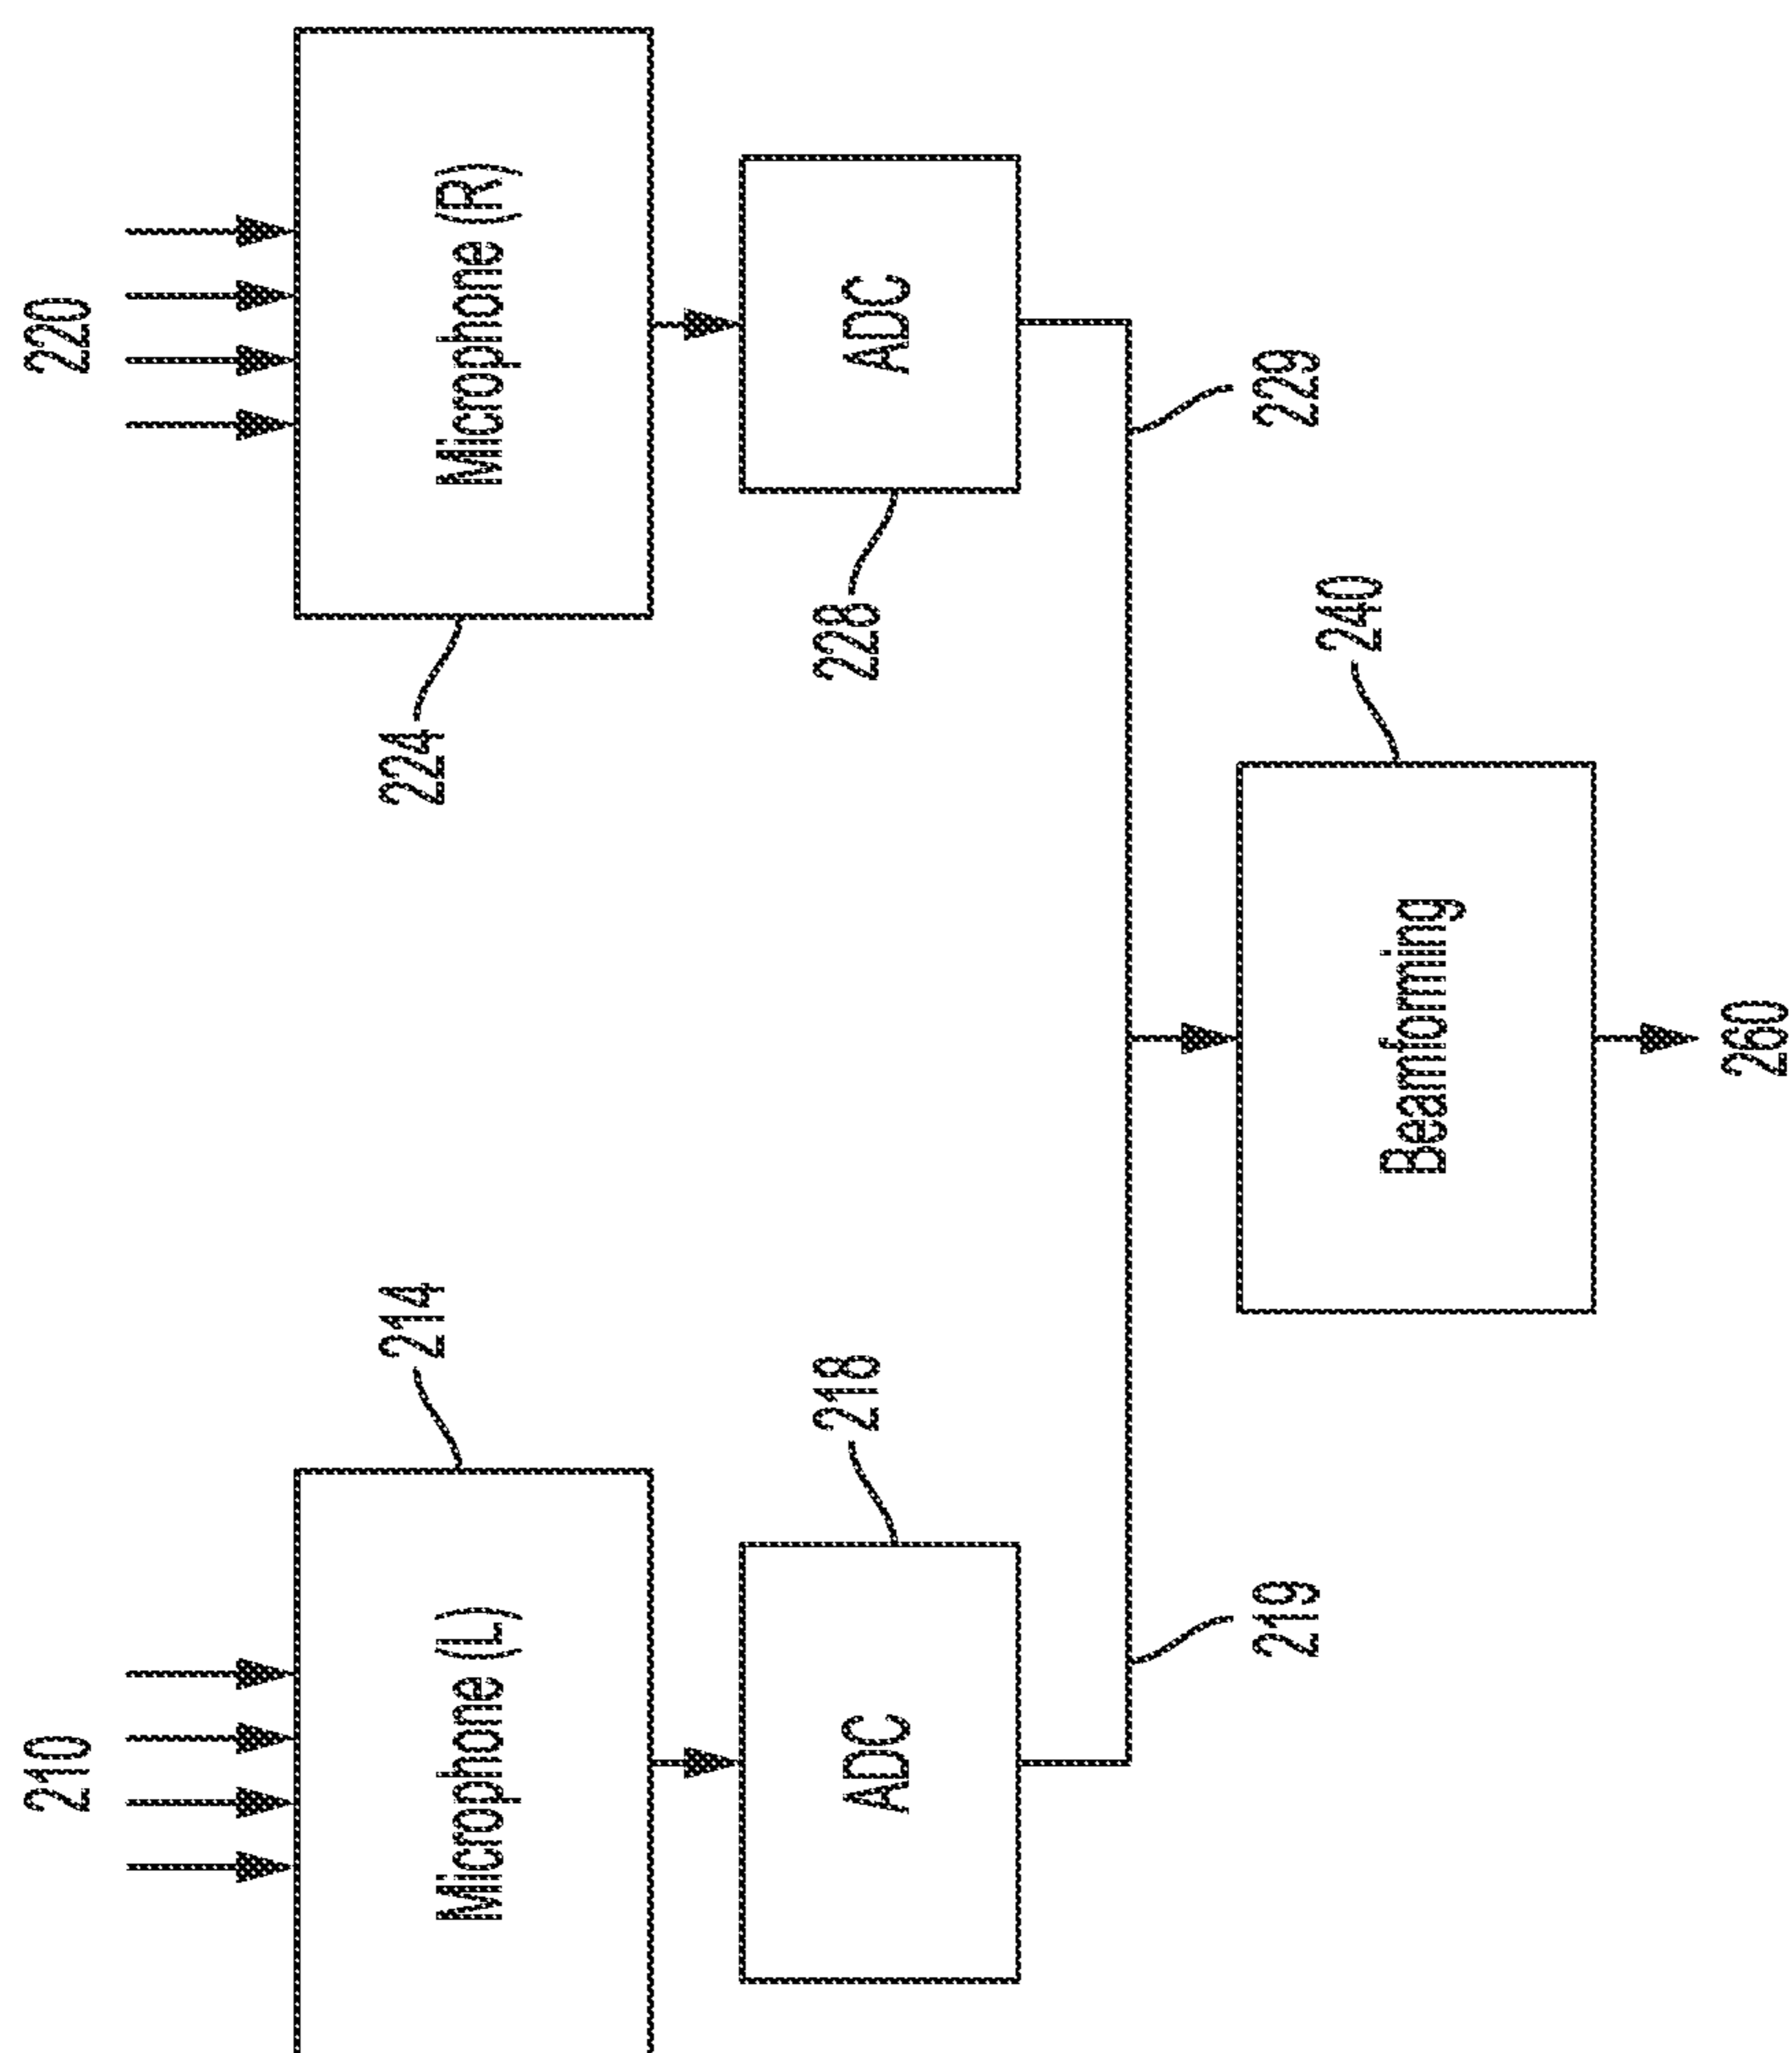 220
Microphone (R)
224
ADC
228
229
240
Beamforming
260
210
Microphone (L)
214
ADC
218
219